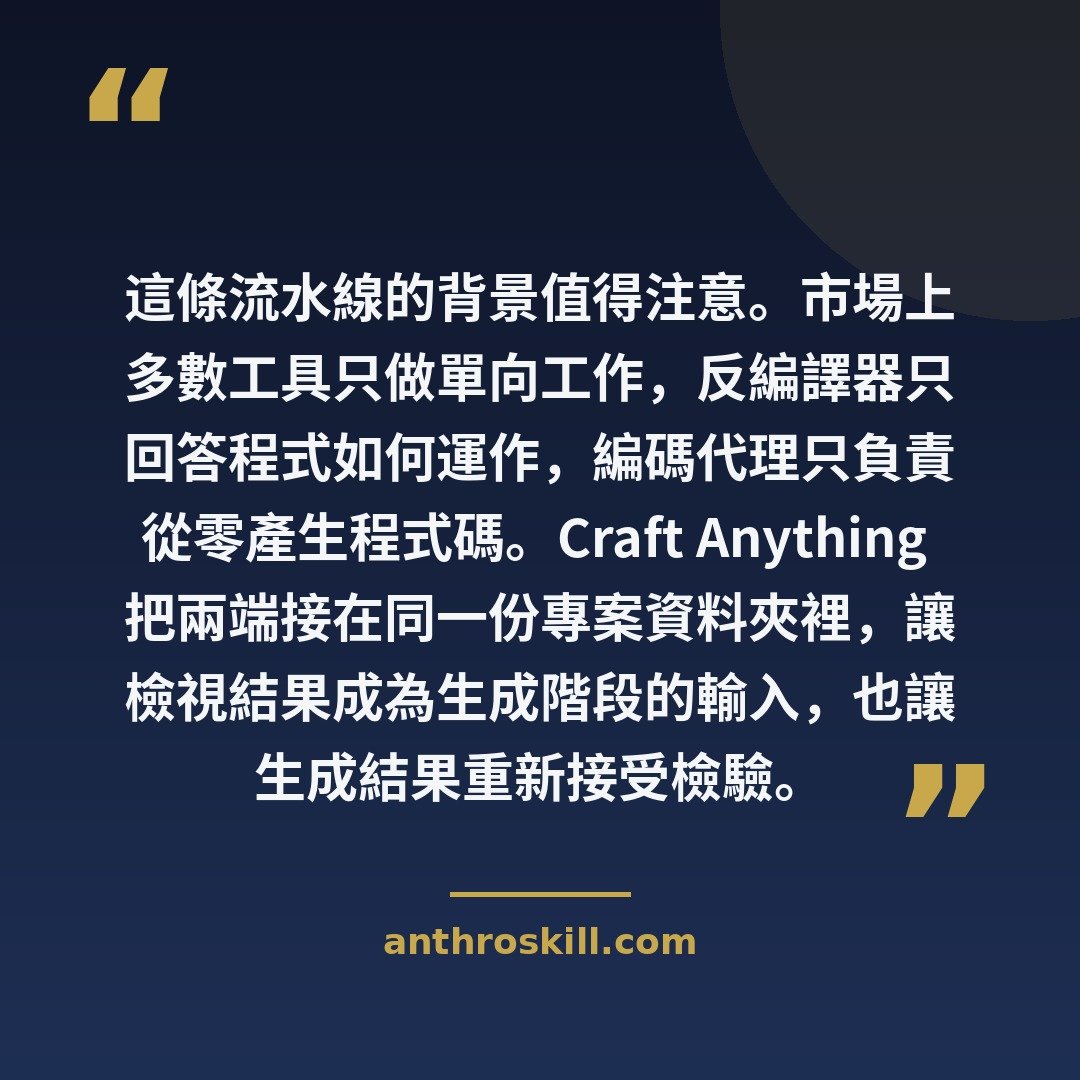 “
這條流水線的背景值得注意。市場上
多數工具只做單向工作，反編譯器只
回答程式如何運作，編碼代理只負責
從零產生程式碼。Craft Anything
把兩端接在同一份專案資料夾裡，讓
檢視結果成為生成階段的輸入，也讓
生成結果重新接受檢驗。
”
anthroskill.com